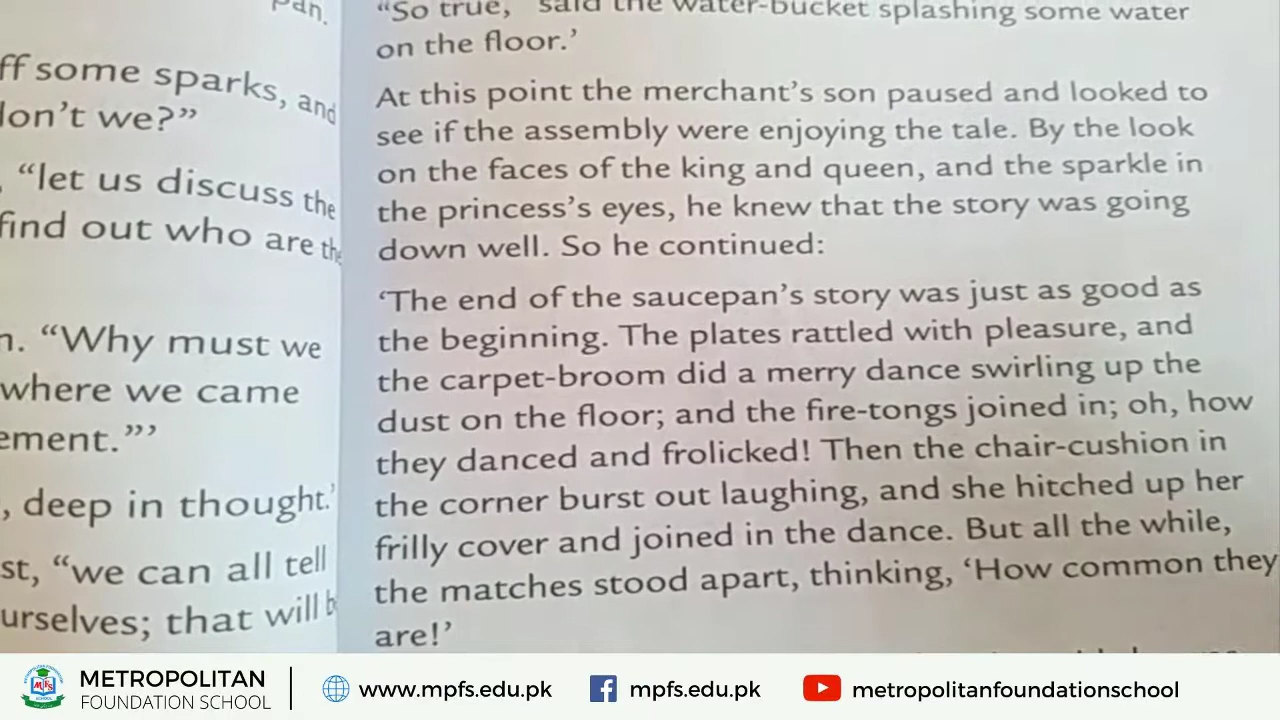 Pan.
ff some sparks, and
don't we?”
, “let us discuss the
find out who are the
n. “Why must we
where we came
ement.”’
, deep in thought.’
st, “we can all tell
urselves; that will b
“So true,” said the water-bucket splashing some water
on the floor.’
At this point the merchant’s son paused and looked to
see if the assembly were enjoying the tale. By the look
on the faces of the king and queen, and the sparkle in
the princess’s eyes, he knew that the story was going
down well. So he continued:
‘The end of the saucepan’s story was just as good as
the beginning. The plates rattled with pleasure, and
the carpet-broom did a merry dance swirling up the
dust on the floor; and the fire-tongs joined in; oh, how
they danced and frolicked! Then the chair-cushion in
the corner burst out laughing, and she hitched up her
frilly cover and joined in the dance. But all the while,
the matches stood apart, thinking, ‘How common they
are!’
METROPOLITAN
FOUNDATION SCHOOL
www.mpfs.edu.pk
mpfs.edu.pk
metropolitanfoundationschool